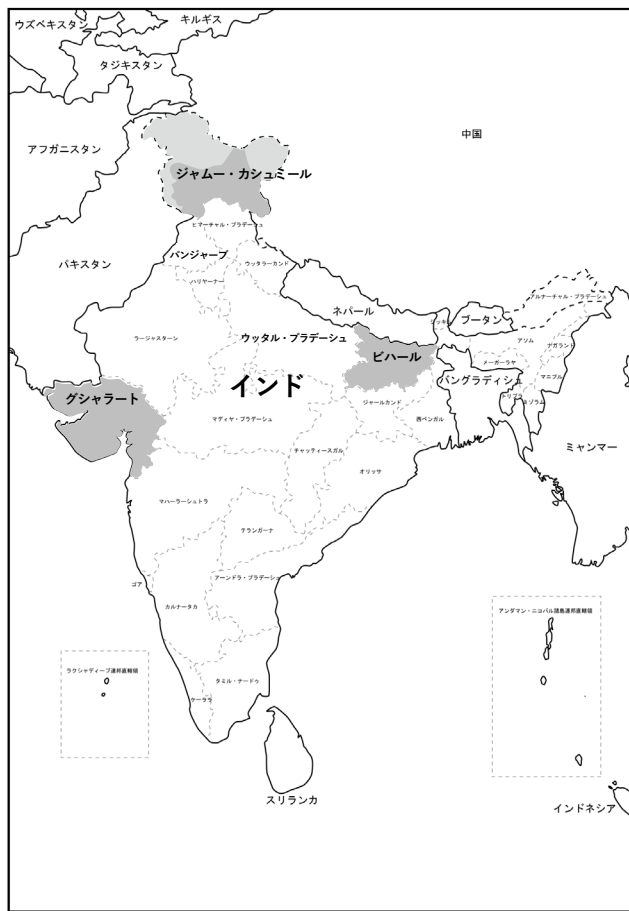 ウズベキスタン
キルギス
タジキスタン
アフガニスタン
中国
ジャムー・カシュミール
ヒマーチャル・プラデーシュ
パンジャーブ
ウッタラーカンド
パキスタン
ハリヤーナー
ネパール
ブータン
アルナーチャル・プラデーシュ
シッキム
ラージャスターン
ウッタル・プラデーシュ
アソム
ナガランド
ビハール
メーガーラヤ
インド
バングラディシュ
マニプル
グシャラート
ジャールカンド
トリプラ
ミゾラム
マディヤ・プラデーシュ
西ベンガル
チャッティースガル
ミャンマー
オリッサ
マハーラーシュトラ
テランガーナ
ゴア
アーンドラ・プラデーシュ
カルナータカ
アンダマン・ニコバル諸島連邦直轄領
ラクシャディープ連邦直轄領
タミル・ナードゥ
ケーララ
スリランカ
インドネシア